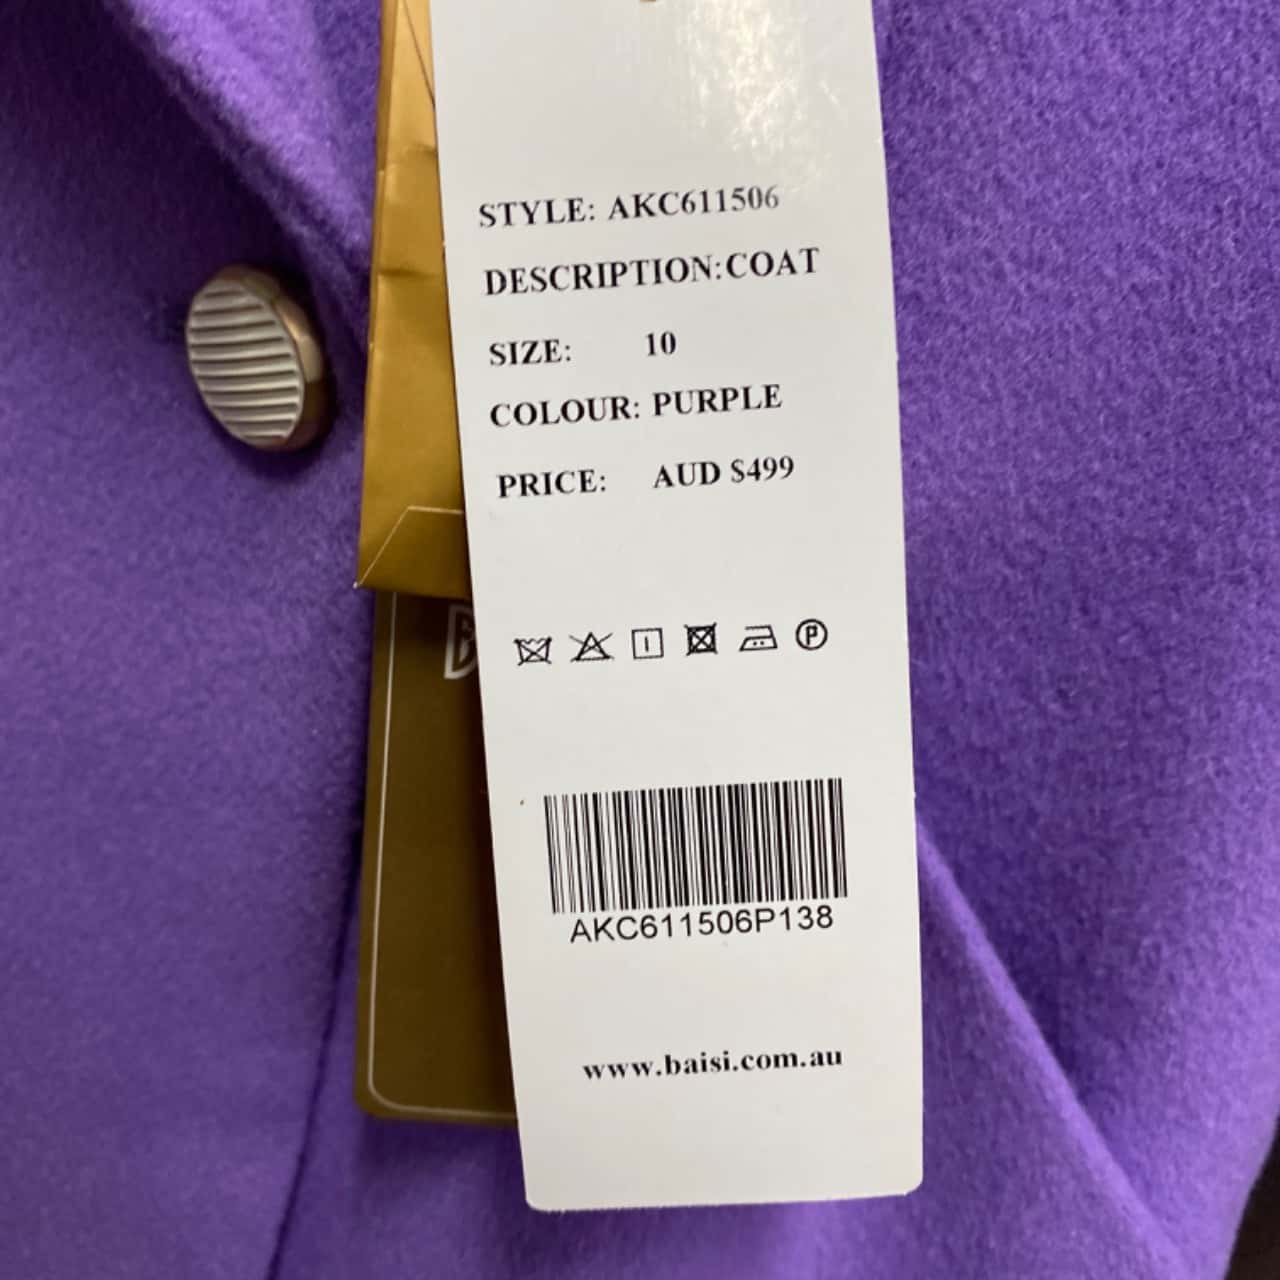 STYLE: AKC611506
DESCRIPTION:COAT
SIZE: 10
COLOUR: PURPLE
PRICE: AUD $499
P
B
AKC611506P138
www.baisi.com.au